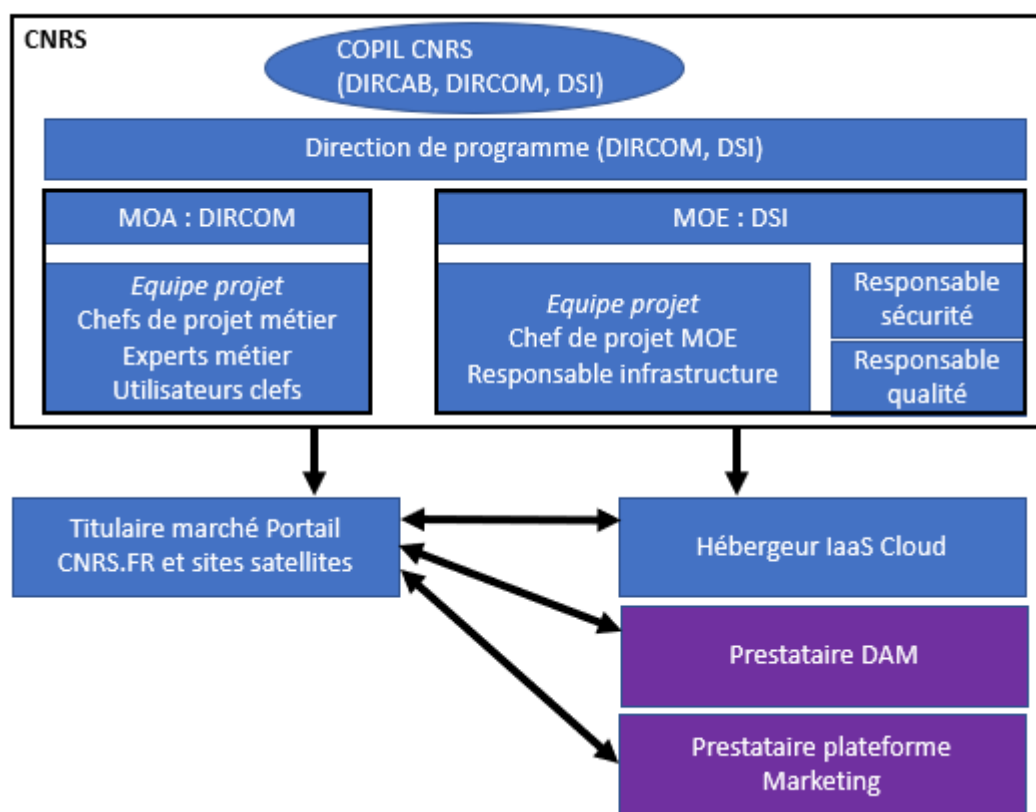 CNRS
COPIL CNRS
(DIRCAB, DIRCOM, DSI)
Direction de programme (DIRCOM, DSI)
MOA : DIRCOM
Equipe projet
Chefs de projet métier
Experts métier
Utilisateurs clefs
MOE : DSI
Equipe projet
Chef de projet MOE
Responsable infrastructure
Responsable
sécurité
Responsable
qualité
Titulaire marché Portail
CNRS.FR et sites satellites
Hébergeur IaaS Cloud
Prestataire DAM
Prestataire plateforme
Marketing